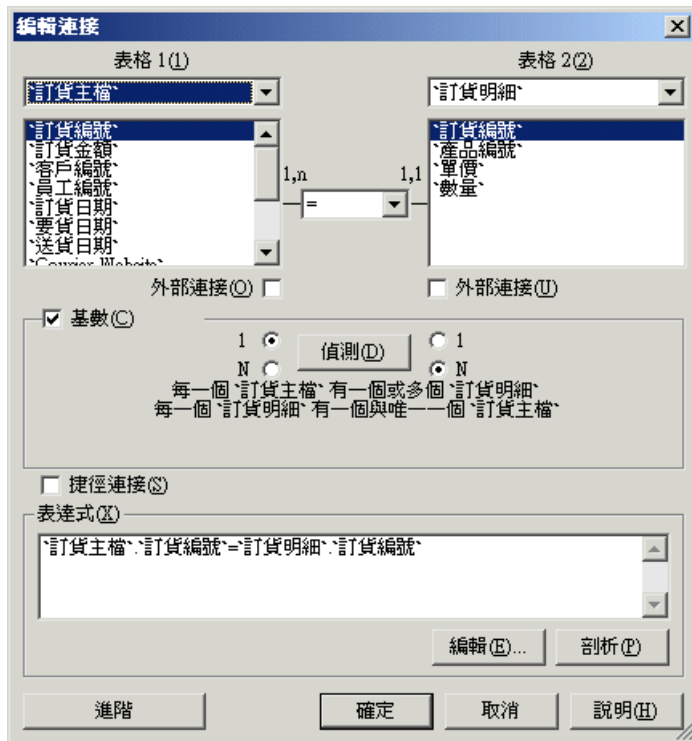 編輯連接
表格 1(1)
表格 2(2)
`訂貨主檔`
`訂貨明細`
`訂貨編號`
`訂貨金額`
`客戶編號`
`員工編號`
`訂貨日期`
`要貨日期`
`送貨日期`
`Courier Website`
1,n
=
1,1
`訂貨編號`
`產品編號`
`單價`
`數量`
外部連接(O)
外部連接(U)
基數(C)
1
偵測(D)
1
N
N
每一個 `訂貨主檔` 有一個或多個 `訂貨明細`
每一個 `訂貨明細` 有一個與唯一一個 `訂貨主檔`
捷徑連接(S)
表達式(X)
`訂貨主檔`.`訂貨編號`=`訂貨明細`.`訂貨編號`
編輯(E)...
剖析(P)
進階
確定
取消
說明(H)